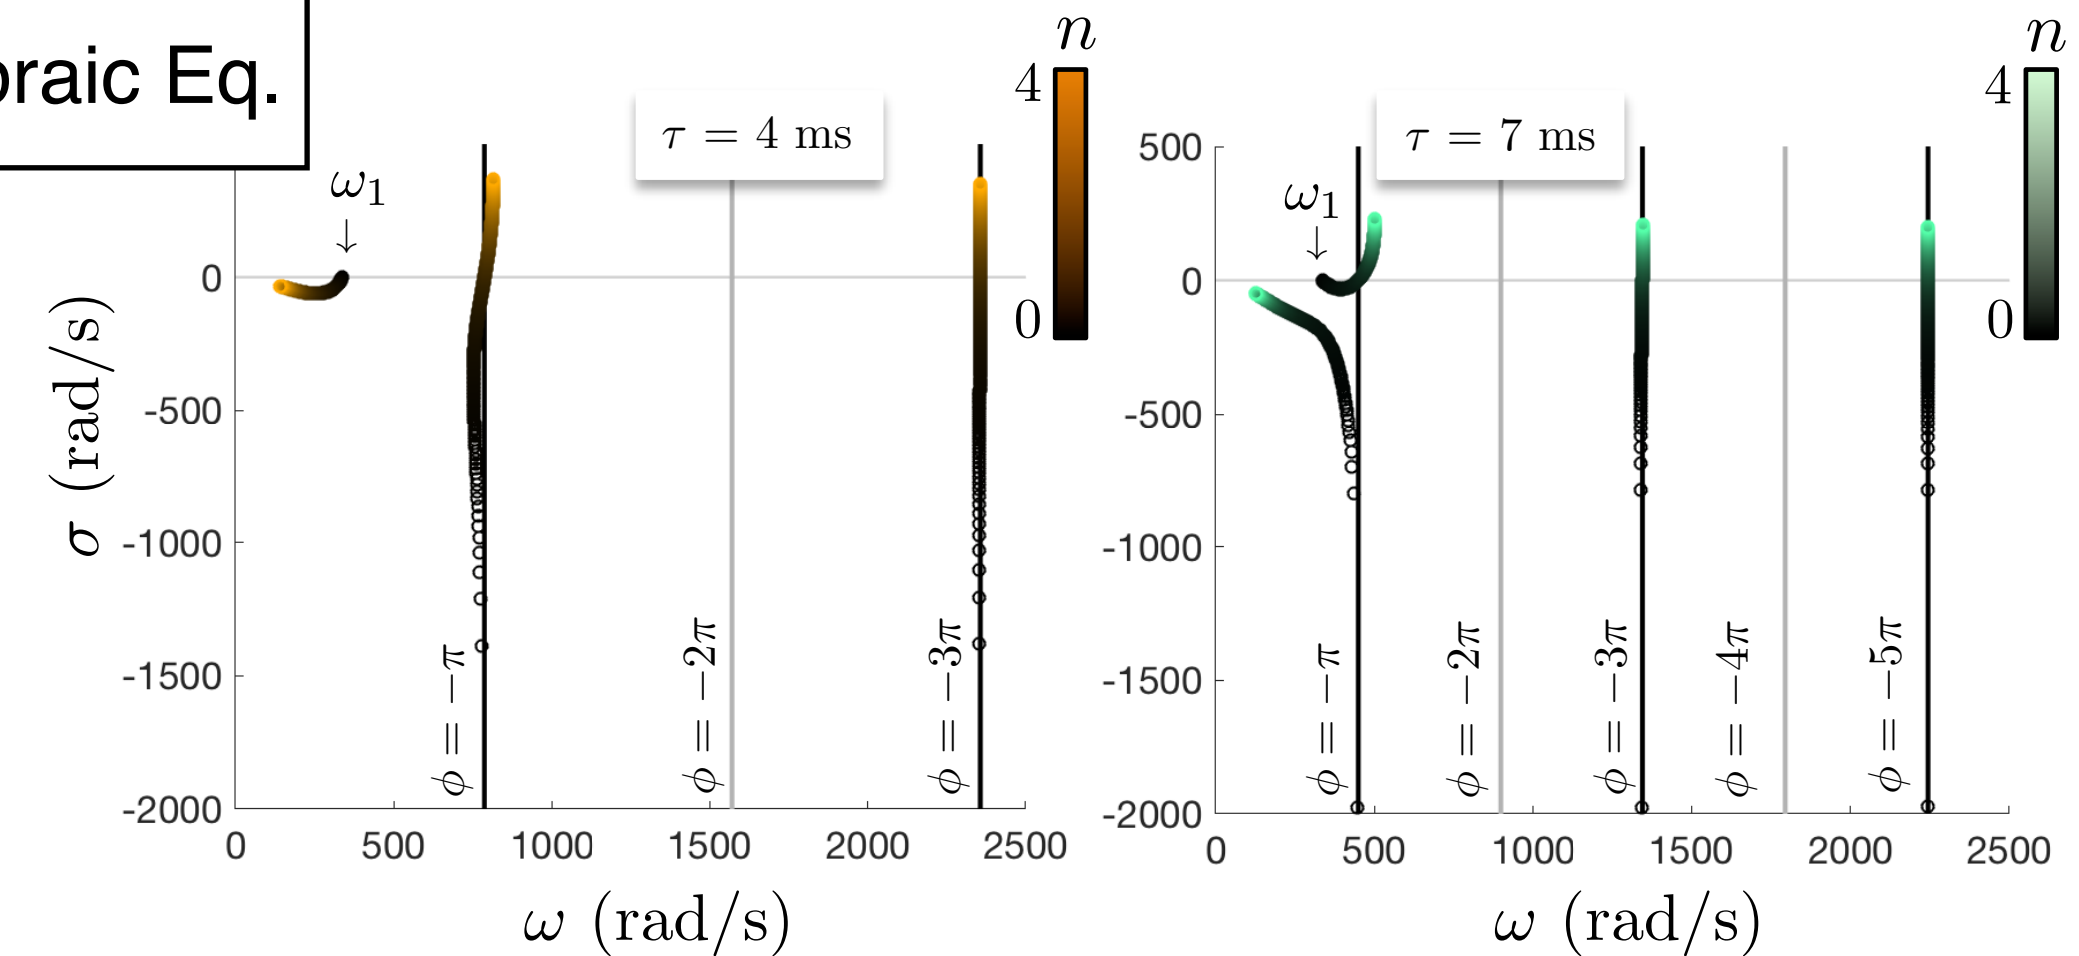 braic Eq.
n
4
0
τ = 4 ms
ω₁
↓
0
-500
-1000
-1500
-2000
σ (rad/s)
ϕ = −π
ϕ = −2π
ϕ = −3π
0 500 1000 1500 2000 2500
ω (rad/s)
n
4
0
τ = 7 ms
ω₁
↓
500
0
-500
-1000
-1500
-2000
ϕ = −π
ϕ = −2π
ϕ = −3π
ϕ = −4π
ϕ = −5π
0 500 1000 1500 2000 2500
ω (rad/s)